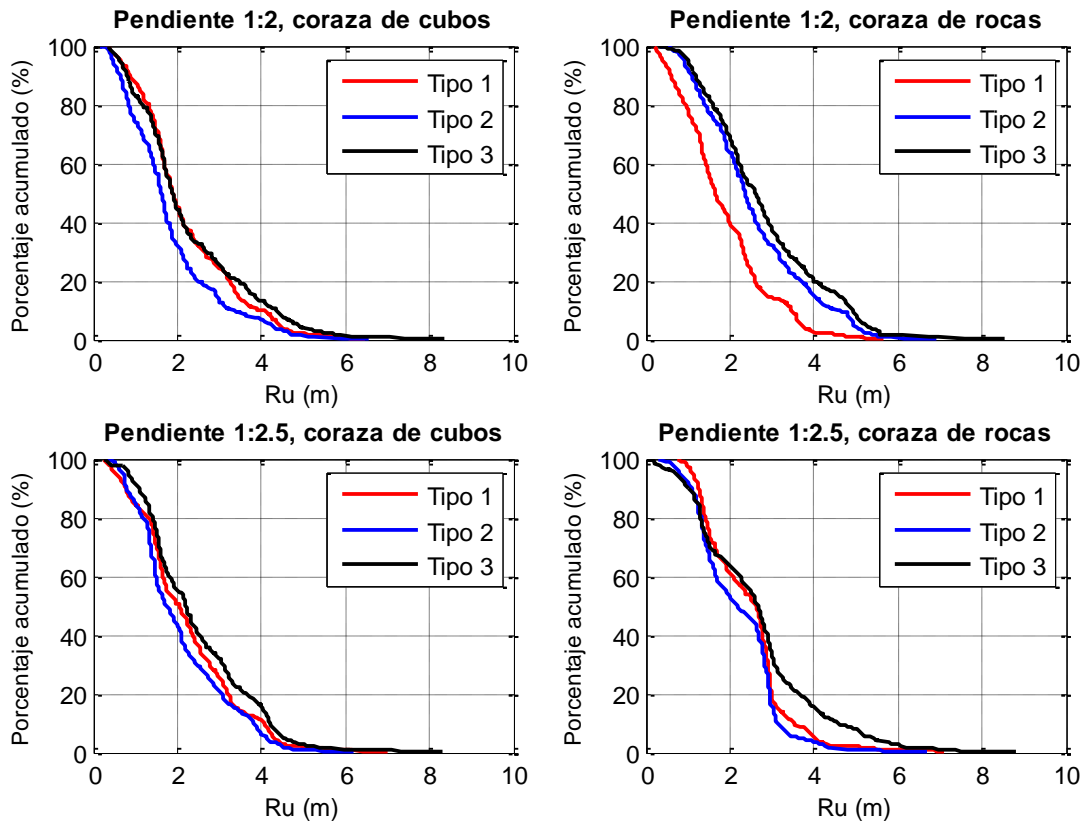 Pendiente 1:2, coraza de cubos
Porcentaje acumulado (%)
100
80
60
40
20
0
Tipo 1
Tipo 2
Tipo 3
0 2 4 6 8 10
Ru (m)
Pendiente 1:2, coraza de rocas
Porcentaje acumulado (%)
100
80
60
40
20
0
Tipo 1
Tipo 2
Tipo 3
0 2 4 6 8 10
Ru (m)
Pendiente 1:2.5, coraza de cubos
Porcentaje acumulado (%)
100
80
60
40
20
0
Tipo 1
Tipo 2
Tipo 3
0 2 4 6 8 10
Ru (m)
Pendiente 1:2.5, coraza de rocas
Porcentaje acumulado (%)
100
80
60
40
20
0
Tipo 1
Tipo 2
Tipo 3
0 2 4 6 8 10
Ru (m)